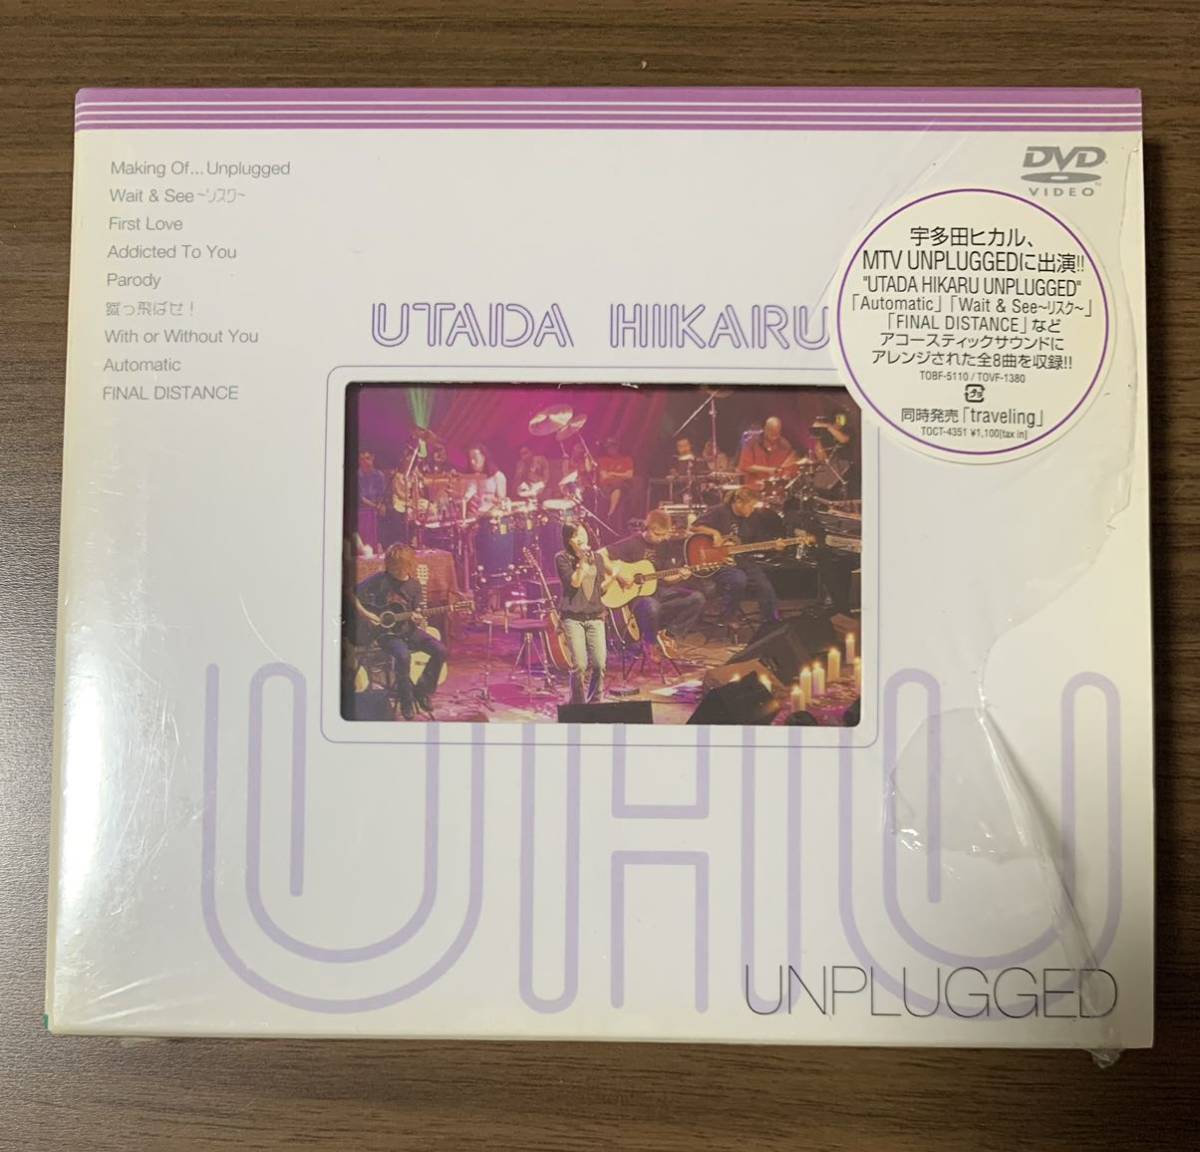 Making Of... Unplugged
Wait & See ~リスク~
First Love
Addicted To You
Parody
蹴っ飛ばせ!
With or Without You
Automatic
FINAL DISTANCE
DVD
VIDEO
UTADA HIKARU
宇多田ヒカル、
MTV UNPLUGGEDに出演!!
"UTADA HIKARU UNPLUGGED"
「Automatic」「Wait & See~リスク~」
「FINAL DISTANCE」など
アコースティックサウンドに
アレンジされた全8曲を収録!!
TOBF-5110 / TOVF-1380
同時発売「traveling」
TOCT-4351 ¥1,100[tax in]
UHU
UNPLUGGED